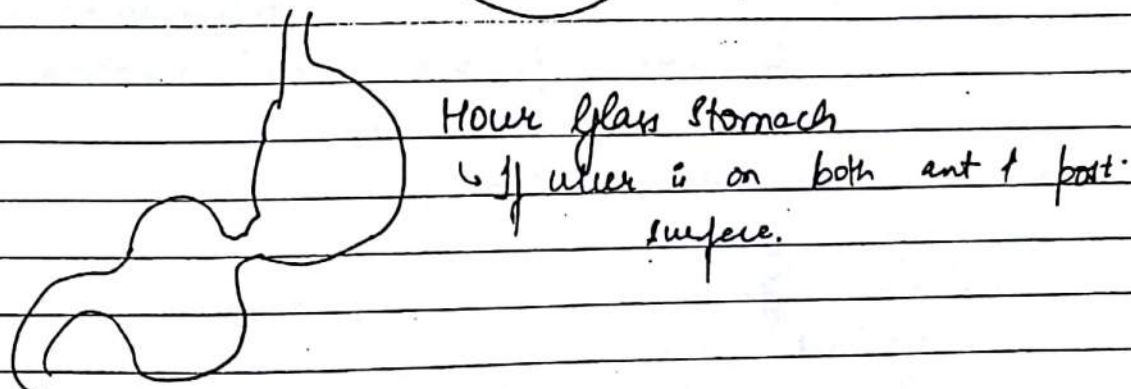 Hour Glass Stomach
↳ If ulcer is on both ant & post.
surface.